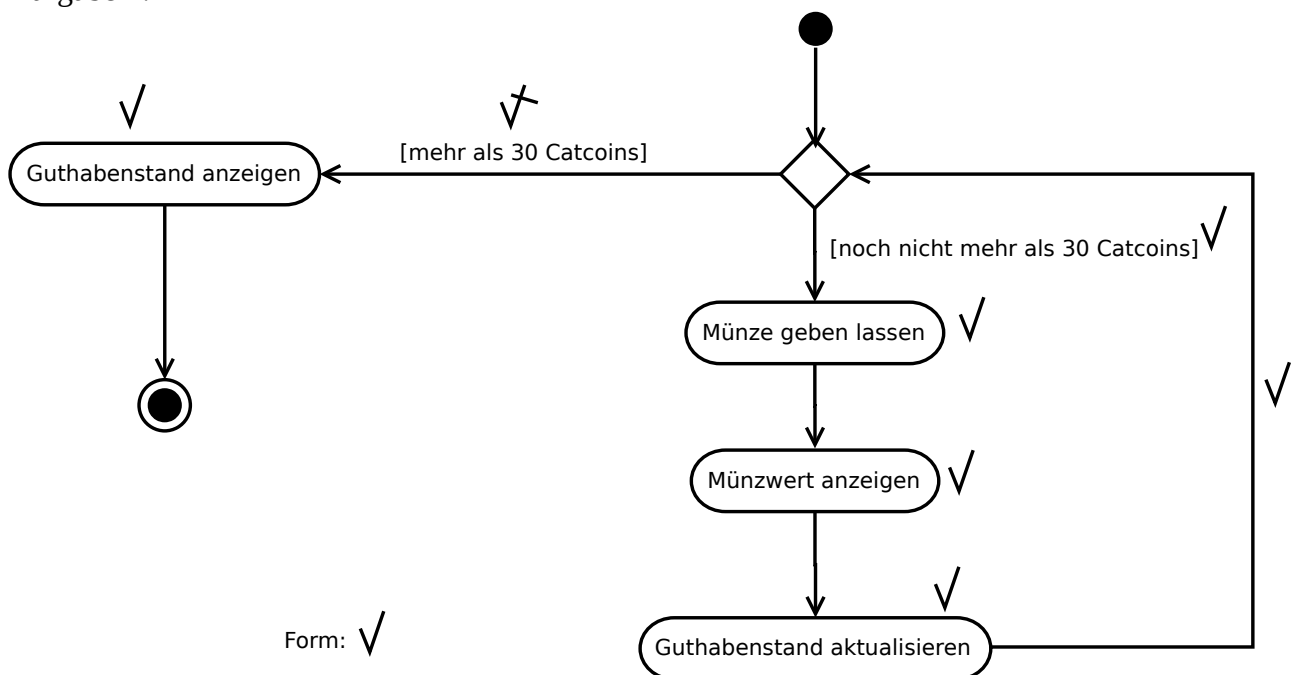 [mehr als 30 Catcoins]
Guthabenstand anzeigen
[noch nicht mehr als 30 Catcoins]
Münze geben lassen
Münzwert anzeigen
Form:
Guthabenstand aktualisieren